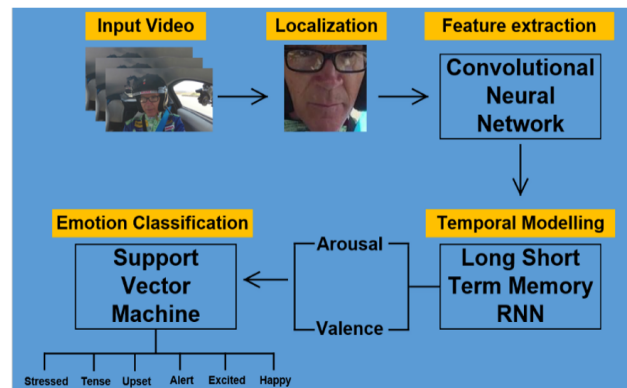 Input Video
Localization
Feature extraction
Convolutional
Neural
Network
Emotion Classification
Temporal Modelling
Support
Vector
Machine
Arousal
Valence
Long Short
Term Memory
RNN
Stressed Tense Upset Alert Excited Happy